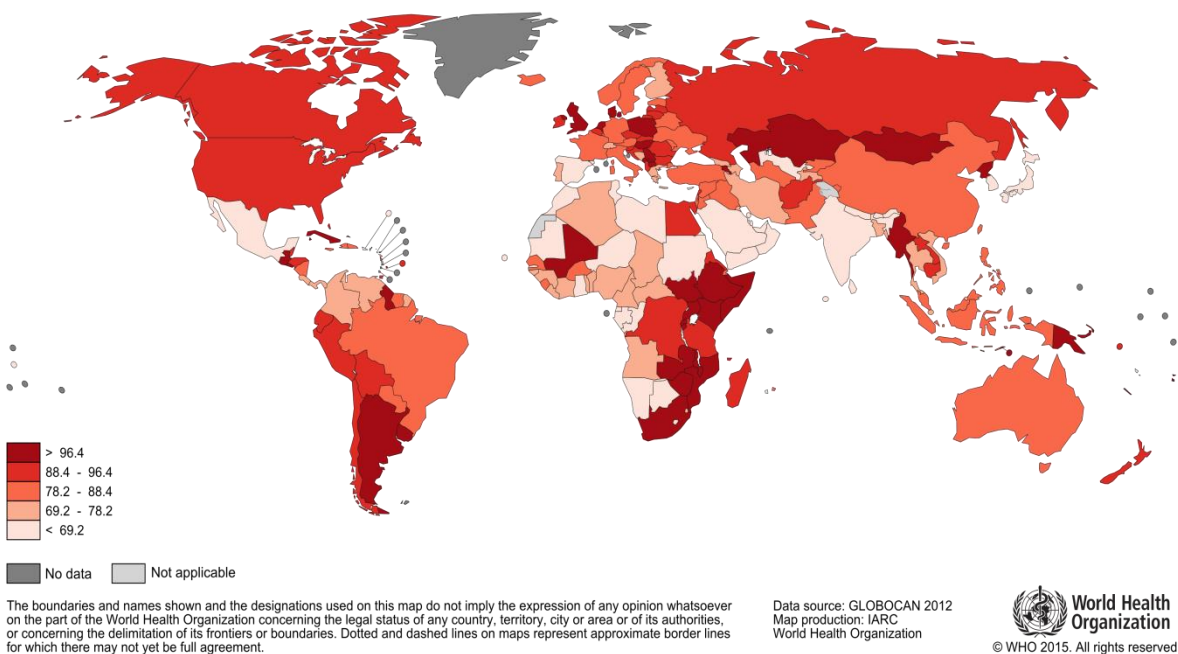 > 96.4
88.4 - 96.4
78.2 - 88.4
69.2 - 78.2
< 69.2
No data
Not applicable
The boundaries and names shown and the designations used on this map do not imply the expression of any opinion whatsoever
on the part of the World Health Organization concerning the legal status of any country, territory, city or area or of its authorities,
or concerning the delimitation of its frontiers or boundaries. Dotted and dashed lines on maps represent approximate border lines
for which there may not yet be full agreement.
Data source: GLOBOCAN 2012
Map production: IARC
World Health Organization
World Health
Organization
© WHO 2015. All rights reserved